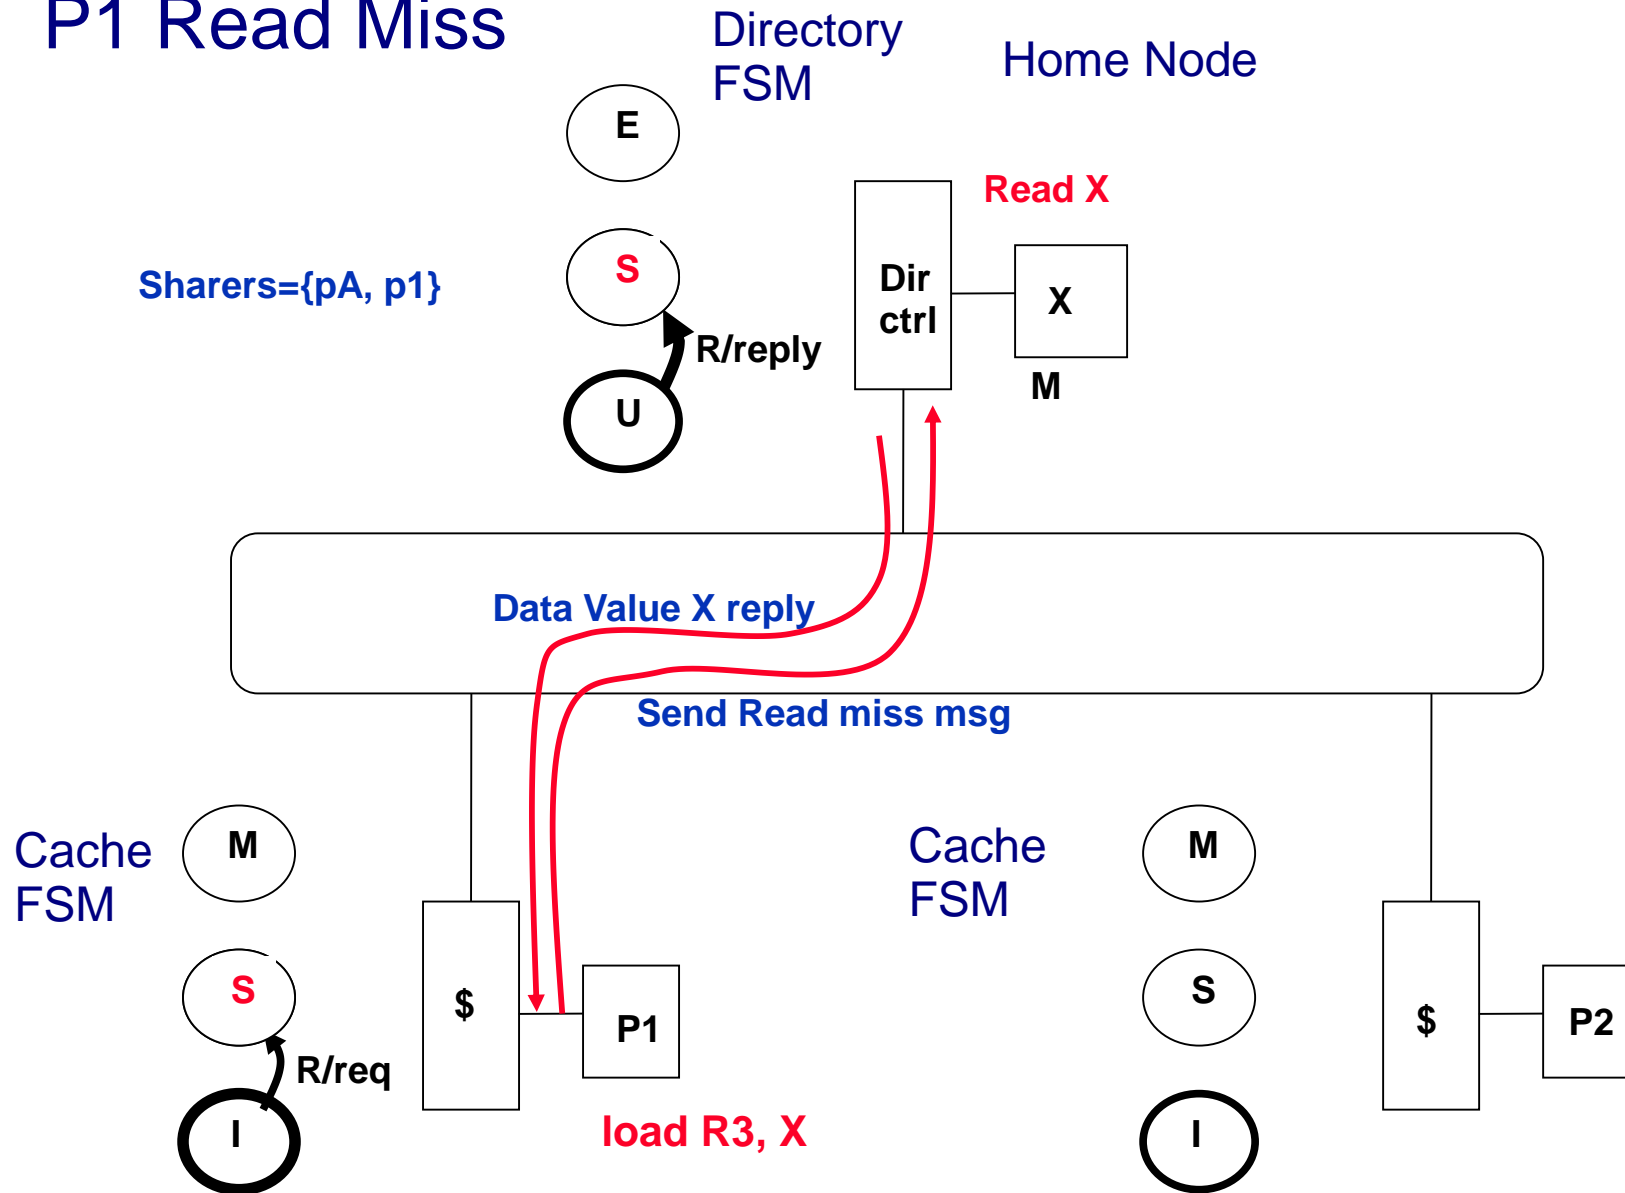 P1 Read Miss
Directory
FSM
Home Node
E
Read X
S
Sharers={pA, p1}
Dir
ctrl
X
R/reply
M
U
Data Value X reply
Send Read miss msg
Cache
FSM
M
Cache
FSM
M
S
$
P1
R/req
I
load R3, X
S
$
P2
I